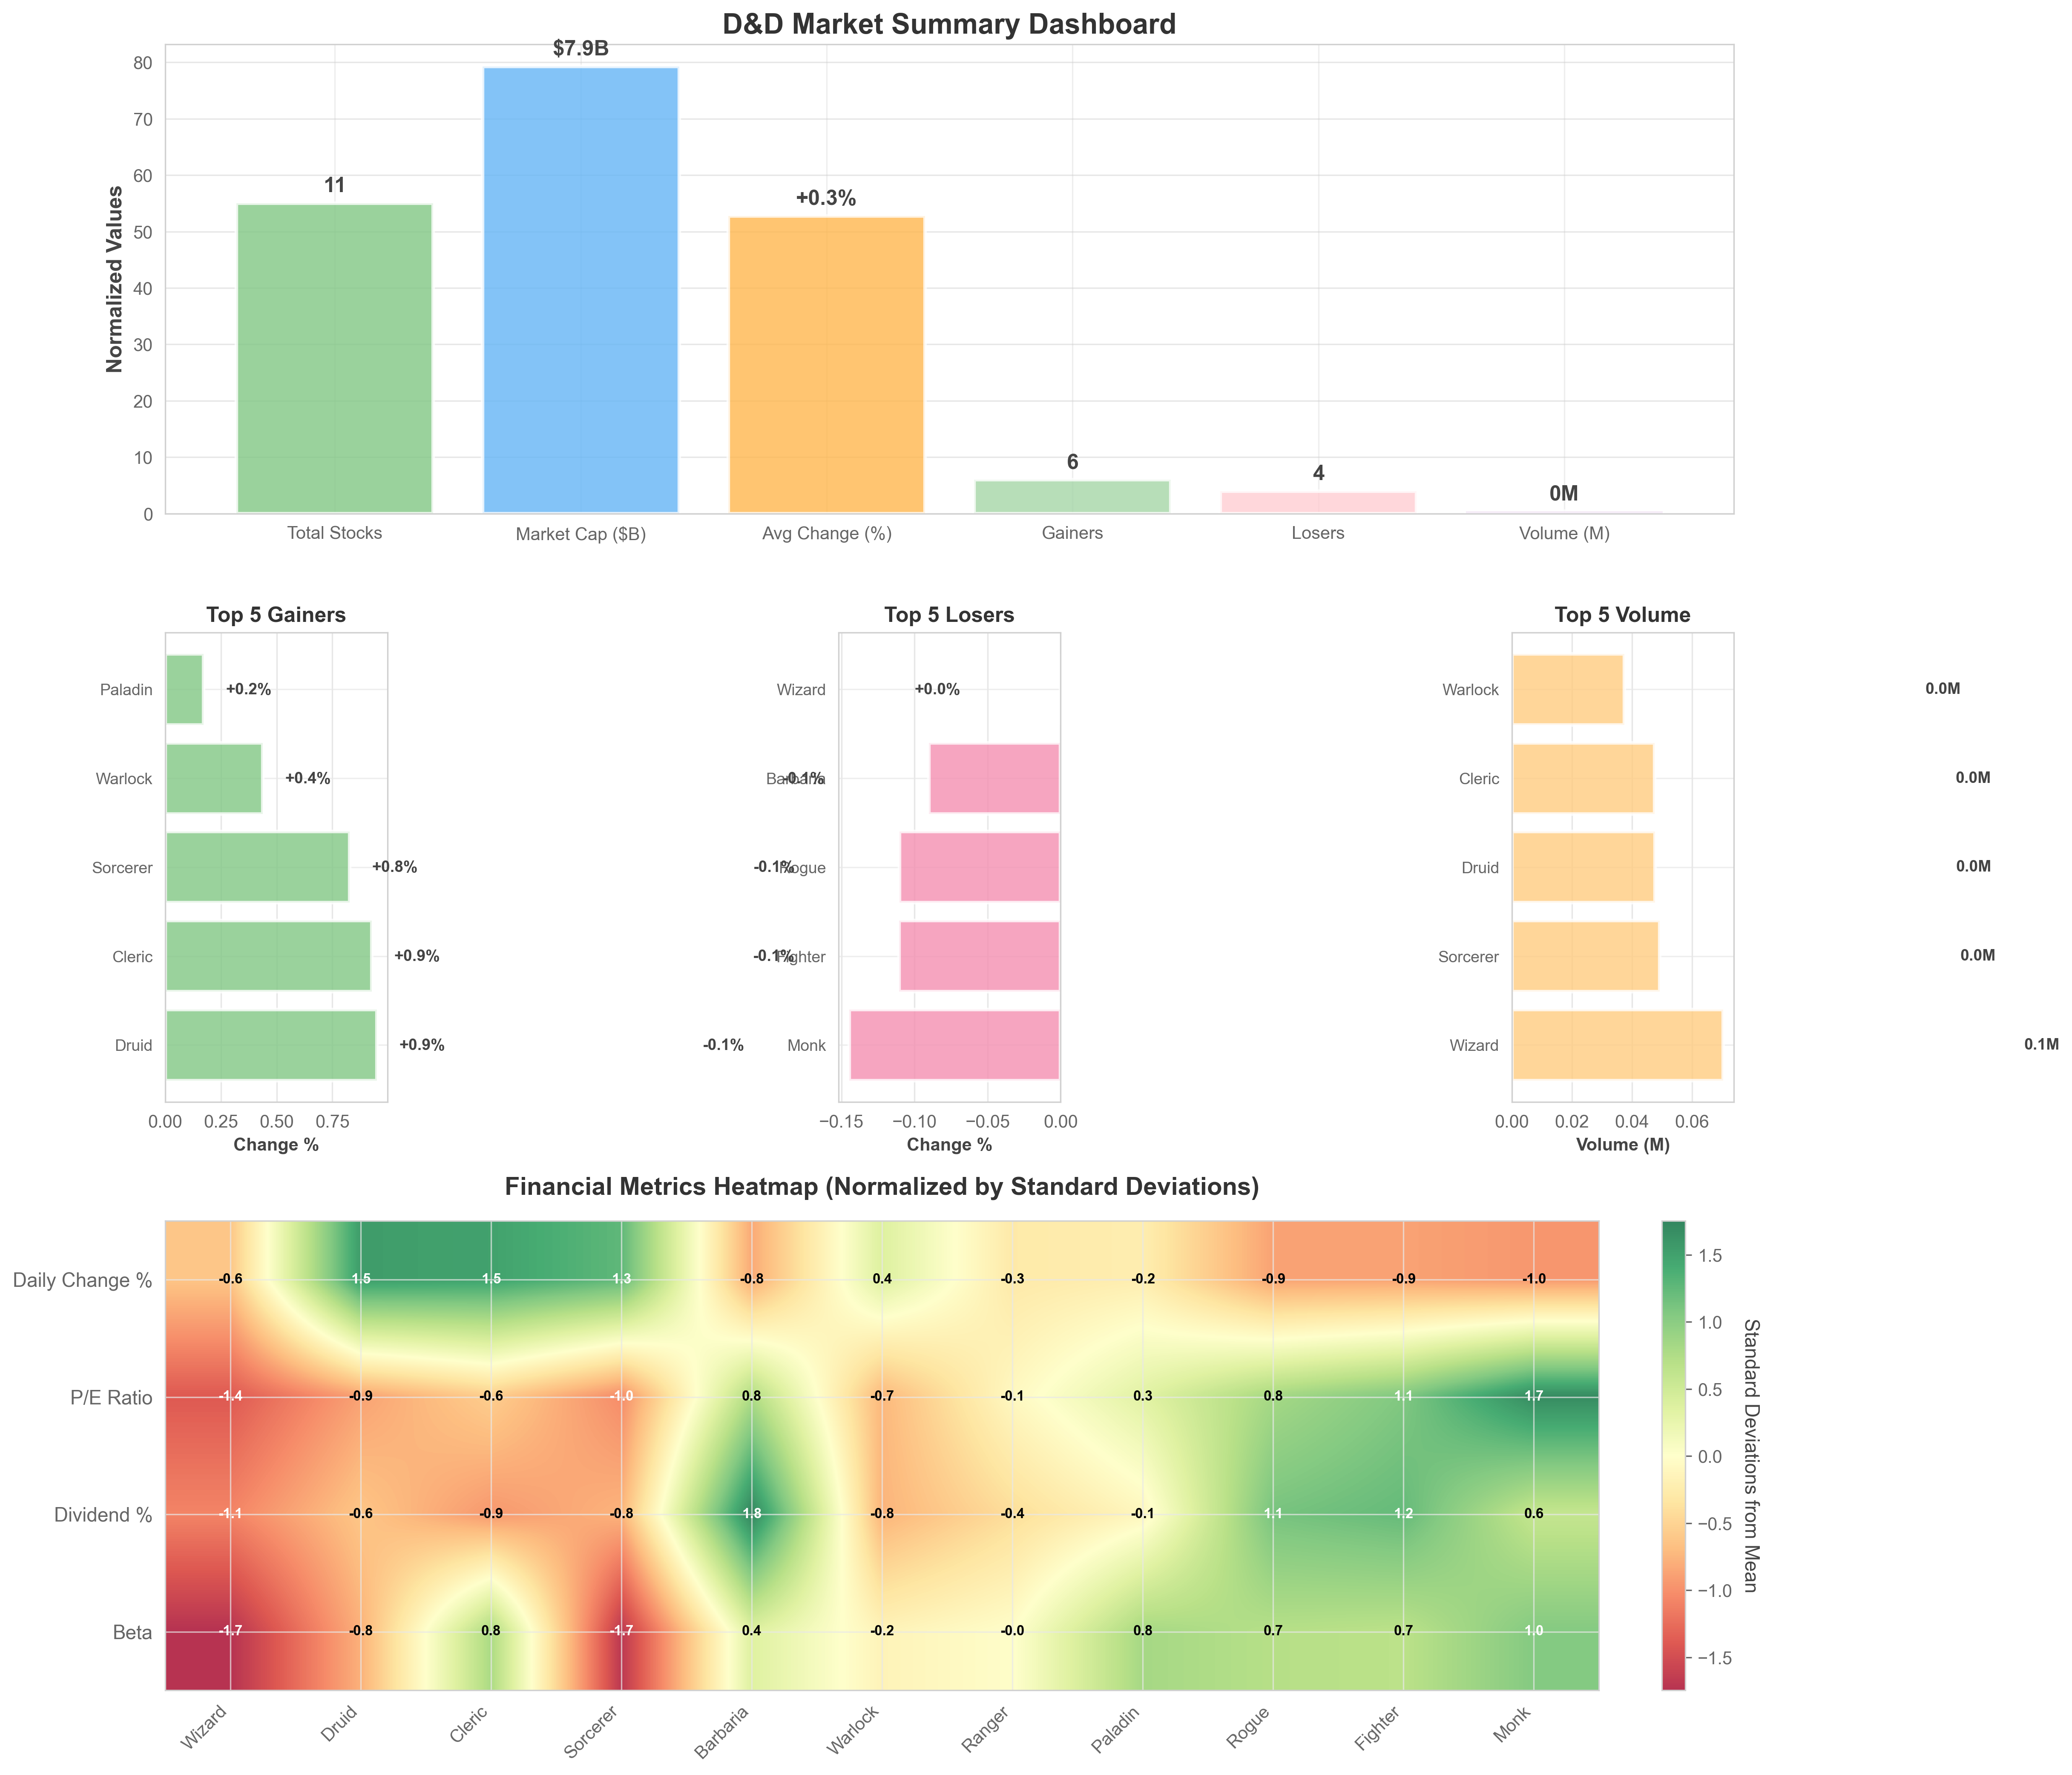 D&D Market Summary Dashboard
Normalized Values
80
70
60
50
40
30
20
10
0
11
$7.9B
+0.3%
6
4
0M
Total Stocks
Market Cap ($B)
Avg Change (%)
Gainers
Losers
Volume (M)
Top 5 Gainers
Paladin +0.2%
Warlock +0.4%
Sorcerer +0.8%
Cleric +0.9%
Druid +0.9%
0.00 0.25 0.50 0.75
Change %
Top 5 Losers
Wizard +0.0%
Barbaria -0.1%
Rogue -0.1%
Fighter -0.1%
Monk -0.1%
−0.15 −0.10 −0.05 0.00
Change %
Top 5 Volume
Warlock 0.0M
Cleric 0.0M
Druid 0.0M
Sorcerer 0.0M
Wizard 0.1M
0.00 0.02 0.04 0.06
Volume (M)
Financial Metrics Heatmap (Normalized by Standard Deviations)
Daily Change % -0.6 1.5 1.5 1.3 -0.8 0.4 -0.3 -0.2 -0.9 -0.9 -1.0
P/E Ratio -1.4 -0.9 -0.6 -1.0 0.8 -0.7 -0.1 0.3 0.8 1.1 1.7
Dividend % -1.1 -0.6 -0.9 -0.8 1.8 -0.8 -0.4 -0.1 1.1 1.2 0.6
Beta -1.7 -0.8 0.8 -1.7 0.4 -0.2 -0.0 0.8 0.7 0.7 1.0
Wizard Druid Cleric Sorcerer Barbaria Warlock Ranger Paladin Rogue Fighter Monk
1.5
1.0
0.5
0.0
−0.5
−1.0
−1.5
Standard Deviations from Mean